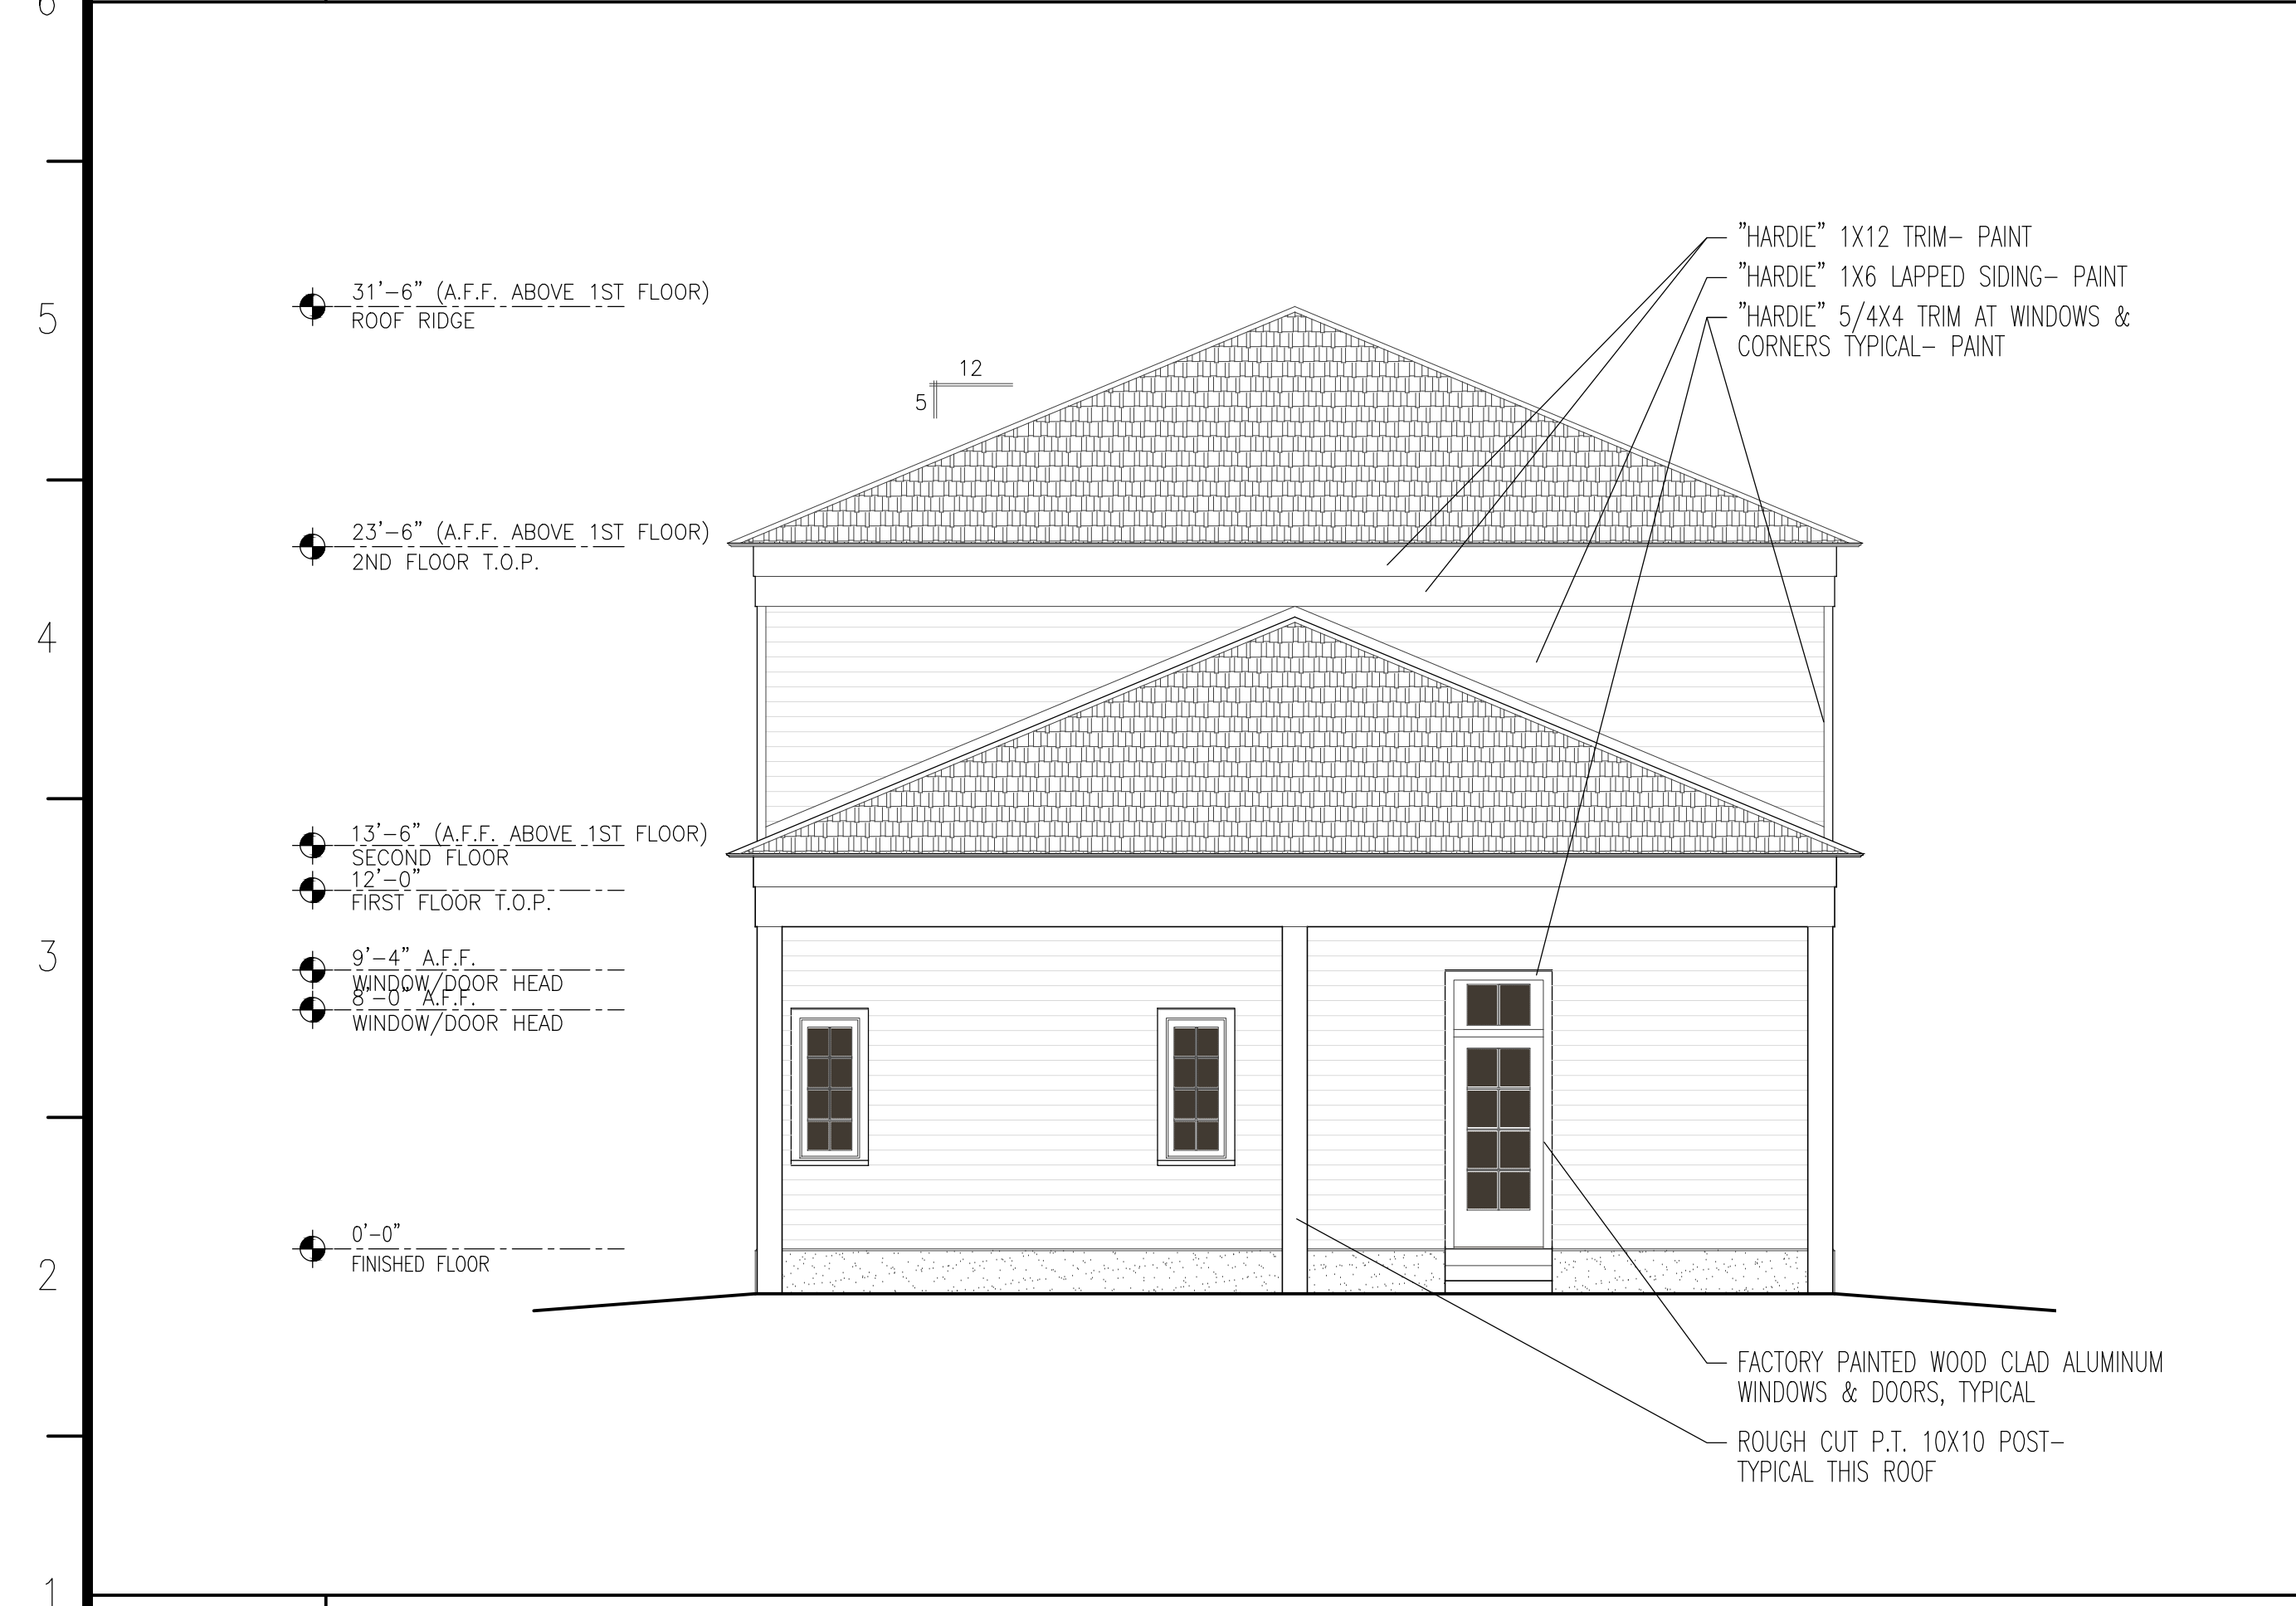 6
"HARDIE" 1X12 TRIM- PAINT
"HARDIE" 1X6 LAPPED SIDING- PAINT
"HARDIE" 5/4X4 TRIM AT WINDOWS &
CORNERS TYPICAL- PAINT
5
31'-6" (A.F.F. ABOVE 1ST FLOOR)
ROOF RIDGE
12
5
23'-6" (A.F.F. ABOVE 1ST FLOOR)
2ND FLOOR T.O.P.
4
13'-6" (A.F.F. ABOVE 1ST FLOOR)
SECOND FLOOR
12'-0"
FIRST FLOOR T.O.P.
3
9'-4" A.F.F.
WINDOW/DOOR HEAD
8'-0" A.F.F.
WINDOW/DOOR HEAD
0'-0"
FINISHED FLOOR
2
FACTORY PAINTED WOOD CLAD ALUMINUM
WINDOWS & DOORS, TYPICAL
ROUGH CUT P.T. 10X10 POST-
TYPICAL THIS ROOF
1